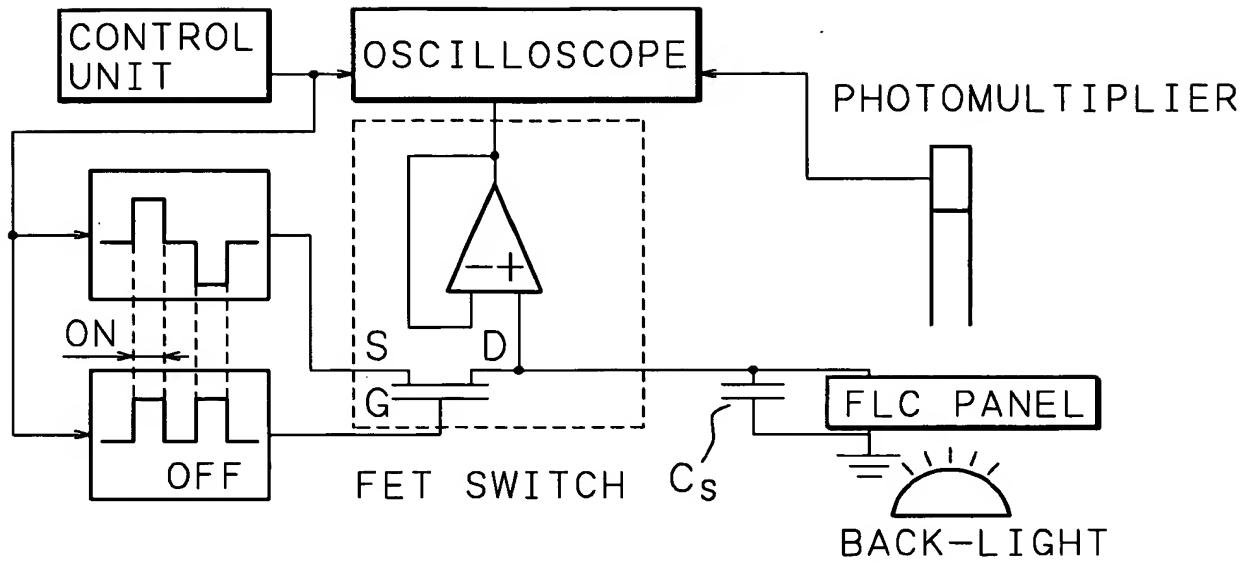 CONTROL
UNIT
OSCILLOSCOPE
PHOTOMULTIPLIER
-+
ON
S
D
G
OFF
FET SWITCH
Cs
FLC PANEL
BACK-LIGHT